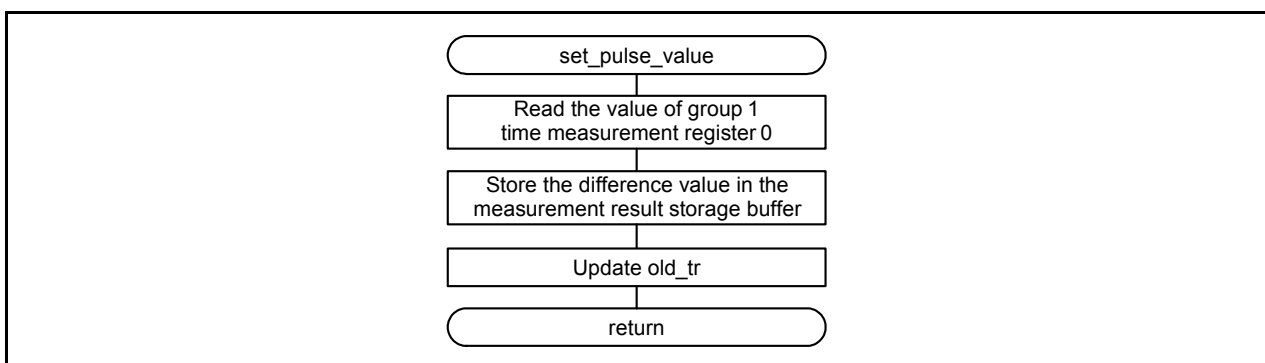 set_pulse_value
Read the value of group 1
time measurement register 0
Store the difference value in the
measurement result storage buffer
Update old_tr
return